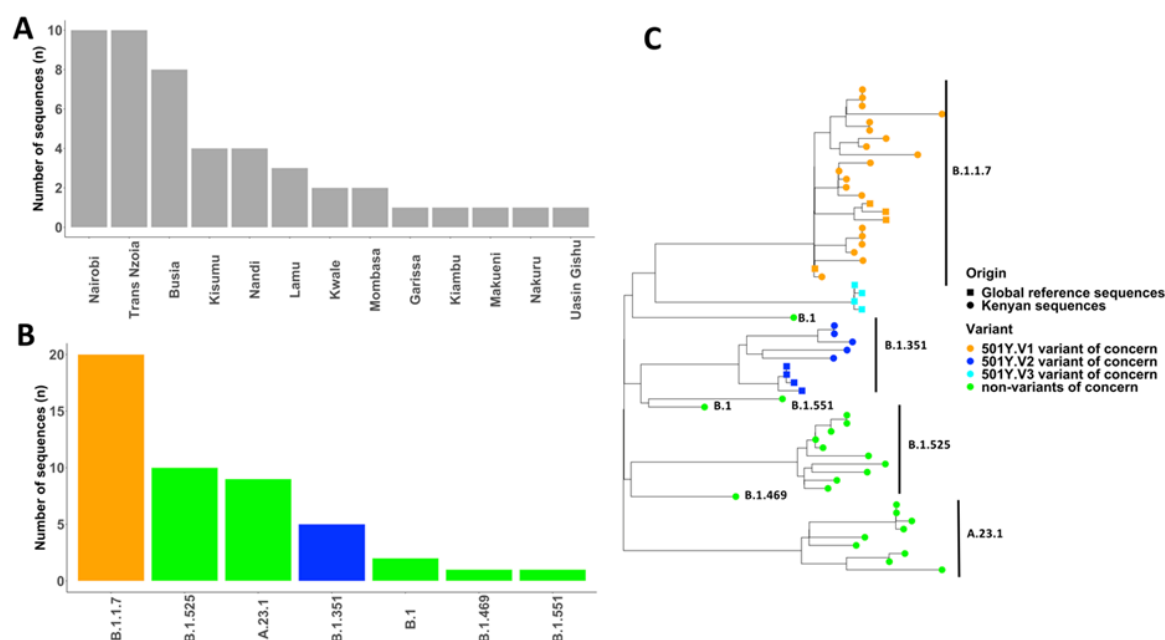 A
Number of sequences (n)
10
8
6
4
2
0
Nairobi
Trans Nzoia
Busia
Kisumu
Nandi
Lamu
Kwale
Mombasa
Garissa
Kiambu
Makueni
Nakuru
Uasin Gishu
B
Number of sequences (n)
20
15
10
5
0
B.1.1.7
B.1.525
A.23.1
B.1.351
B.1
B.1.469
B.1.551
C
B.1.1.7
B.1
B.1.351
B.1
B.1.551
B.1.525
B.1.469
A.23.1
Origin
Global reference sequences
Kenyan sequences
Variant
501Y.V1 variant of concern
501Y.V2 variant of concern
501Y.V3 variant of concern
non-variants of concern